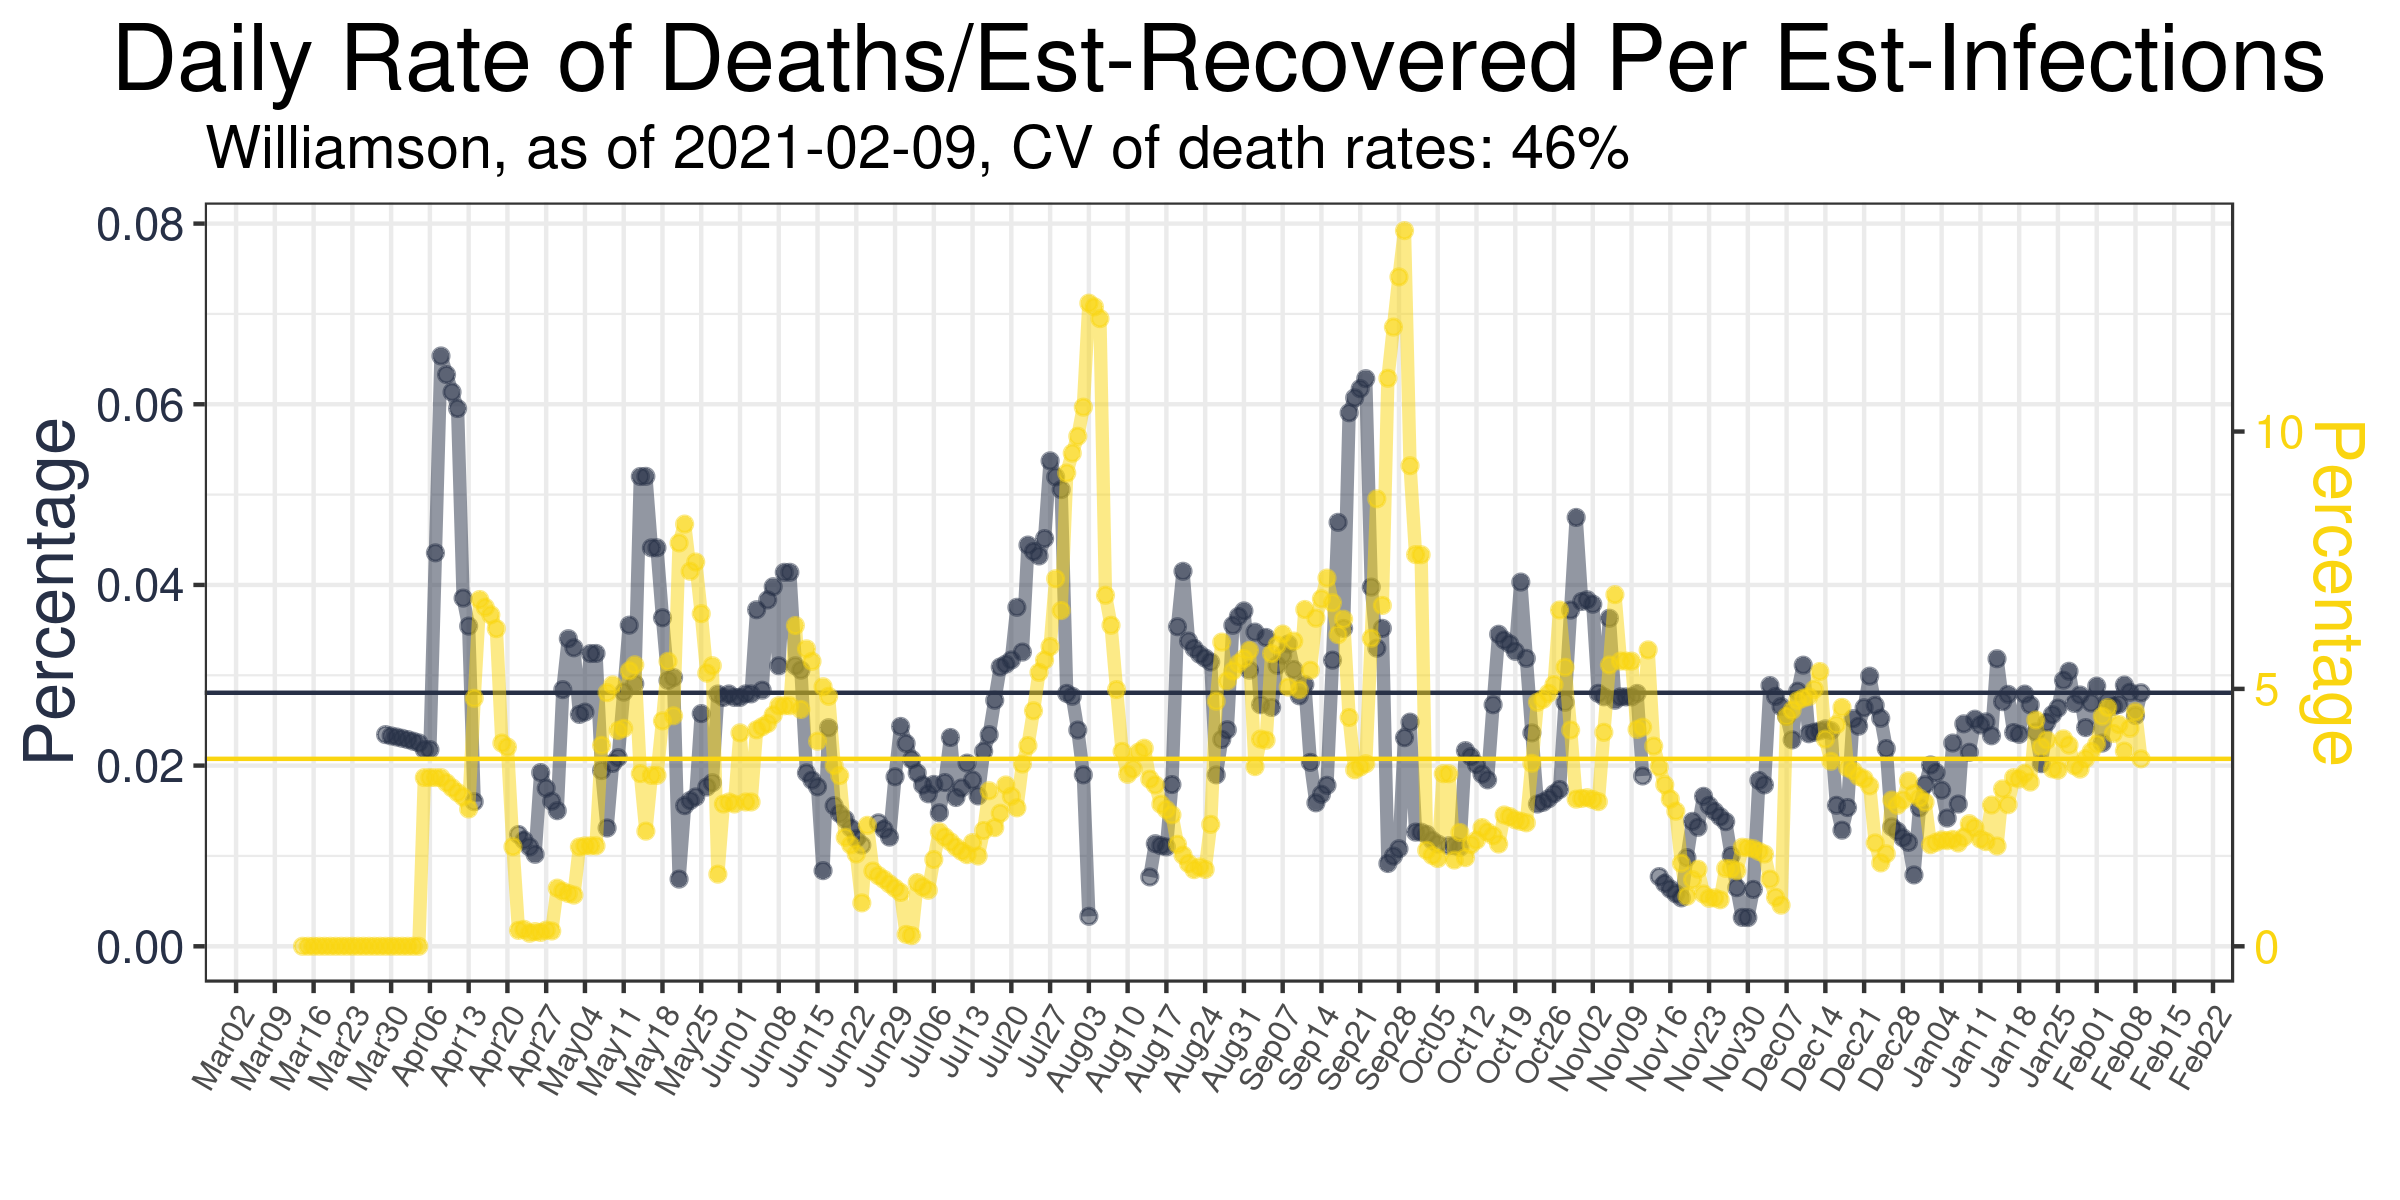 Daily Rate of Deaths/Est-Recovered Per Est-Infections
Williamson, as of 2021-02-09, CV of death rates: 46%
Percentage
0.08
0.06
0.04
0.02
0.00
10
5
0
Percentage
Mar02
Mar09
Mar16
Mar23
Mar30
Apr06
Apr13
Apr20
Apr27
May04
May11
May18
May25
Jun01
Jun08
Jun15
Jun22
Jun29
Jul06
Jul13
Jul20
Jul27
Aug03
Aug10
Aug17
Aug24
Aug31
Sep07
Sep14
Sep21
Sep28
Oct05
Oct12
Oct19
Oct26
Nov02
Nov09
Nov16
Nov23
Nov30
Dec07
Dec14
Dec21
Dec28
Jan04
Jan11
Jan18
Jan25
Feb01
Feb08
Feb15
Feb22